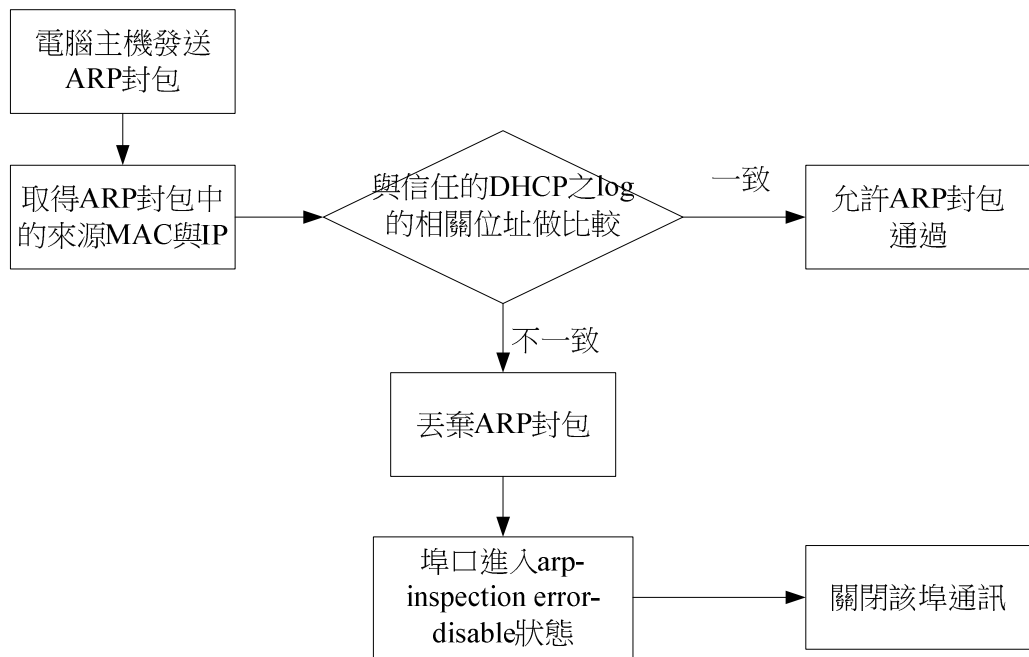 電腦主機發送
ARP封包
取得ARP封包中
的來源MAC與IP
與信任的DHCP之log
的相關位址做比較
一致
允許ARP封包
通過
不一致
丟棄ARP封包
埠口進入arp-
inspection error-
disable狀態
關閉該埠通訊